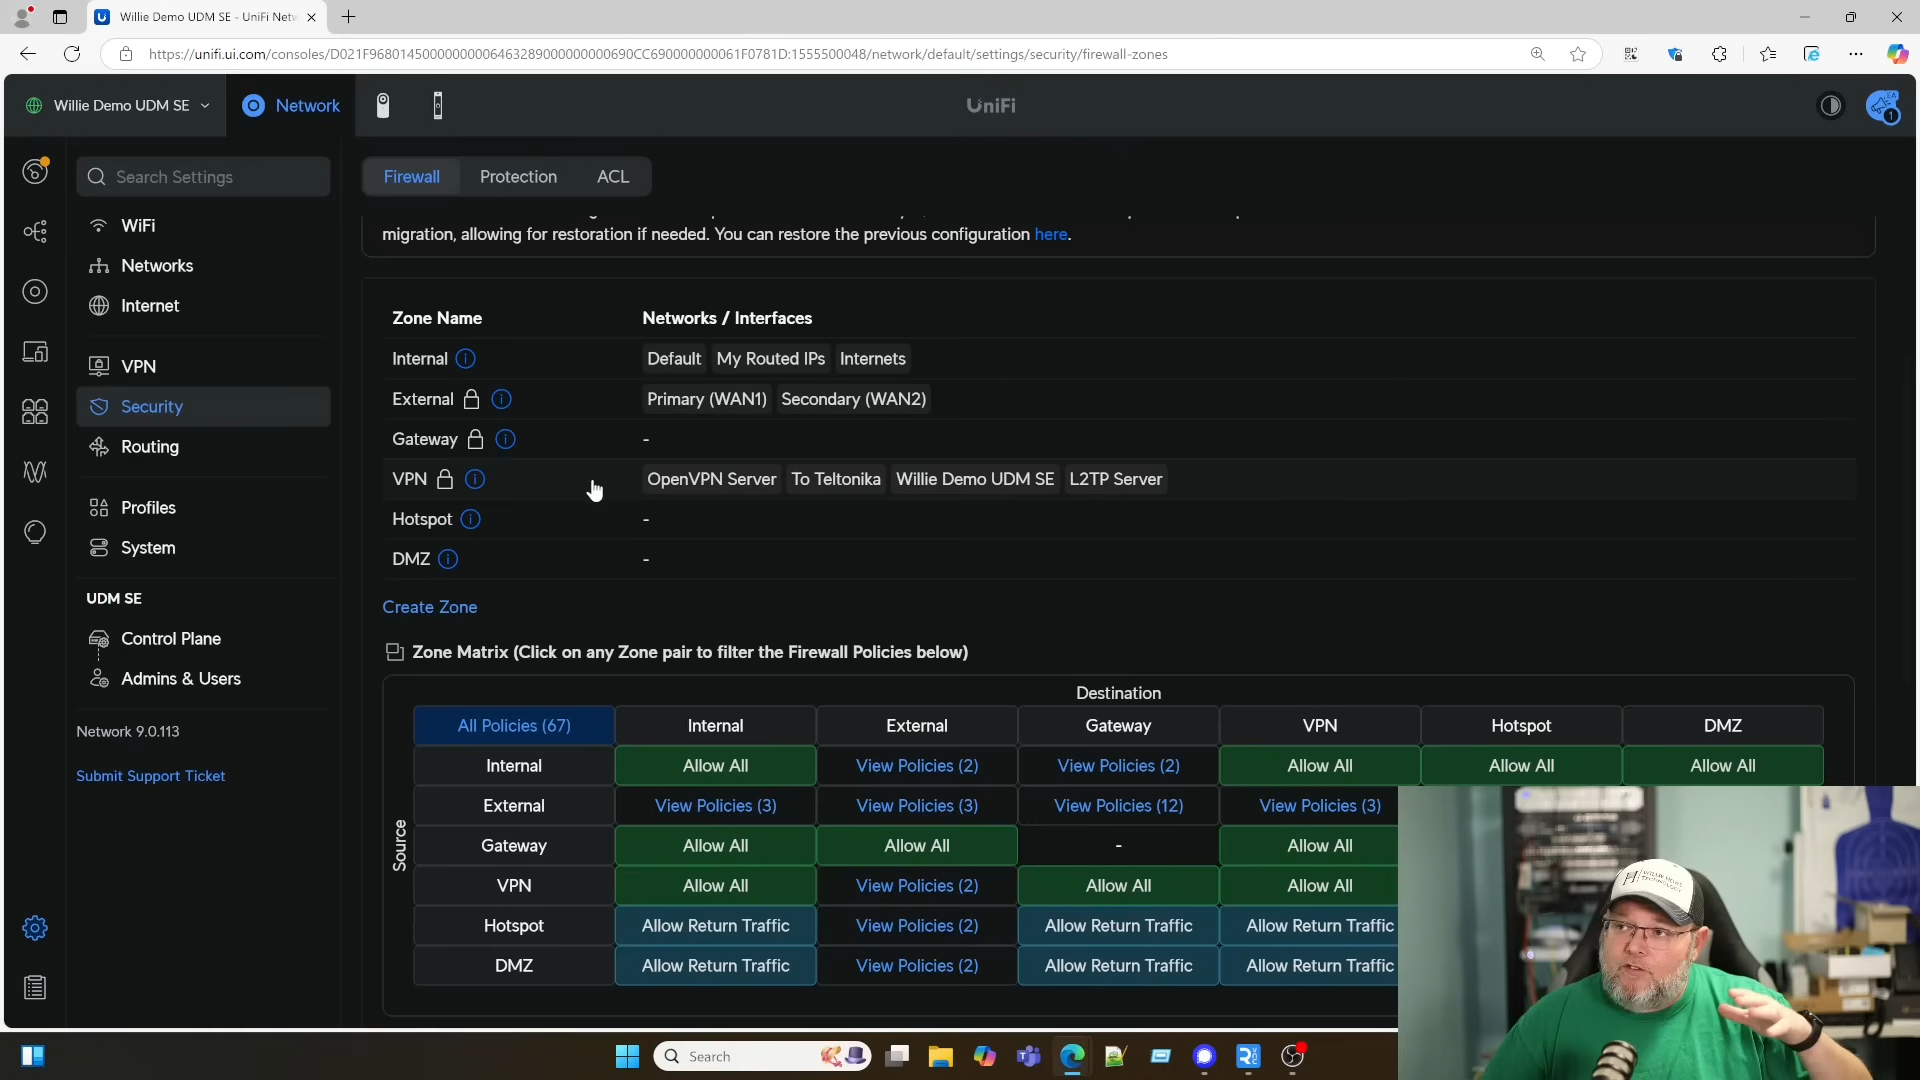 Willie Demo UDM SE - UniFi Netw
https://unifi.ui.com/consoles/D021F96801450000000006463289000000000690CC690000000061F0781D:1555500048/network/default/settings/security/firewall-zones
Willie Demo UDM SE
Network
UniFi
EA
1
Search Settings
WiFi
Networks
Internet
VPN
Security
Routing
Profiles
System
UDM SE
Control Plane
Admins & Users
Network 9.0.113
Submit Support Ticket
Firewall Protection ACL
migration, allowing for restoration if needed. You can restore the previous configuration here.
Zone Name Networks / Interfaces
Internal Default My Routed IPs Internets
External Primary (WAN1) Secondary (WAN2)
Gateway -
VPN OpenVPN Server To Teltonika Willie Demo UDM SE L2TP Server
Hotspot -
DMZ -
Create Zone
Zone Matrix (Click on any Zone pair to filter the Firewall Policies below)
Destination
Source
All Policies (67) Internal External Gateway VPN Hotspot DMZ
Internal Allow All View Policies (2) View Policies (2) Allow All Allow All Allow All
External View Policies (3) View Policies (3) View Policies (12) View Policies (3)
Gateway Allow All Allow All - Allow All
VPN Allow All View Policies (2) Allow All Allow All
Hotspot Allow Return Traffic View Policies (2) Allow Return Traffic Allow Return Traffic
DMZ Allow Return Traffic View Policies (2) Allow Return Traffic Allow Return Traffic
Search